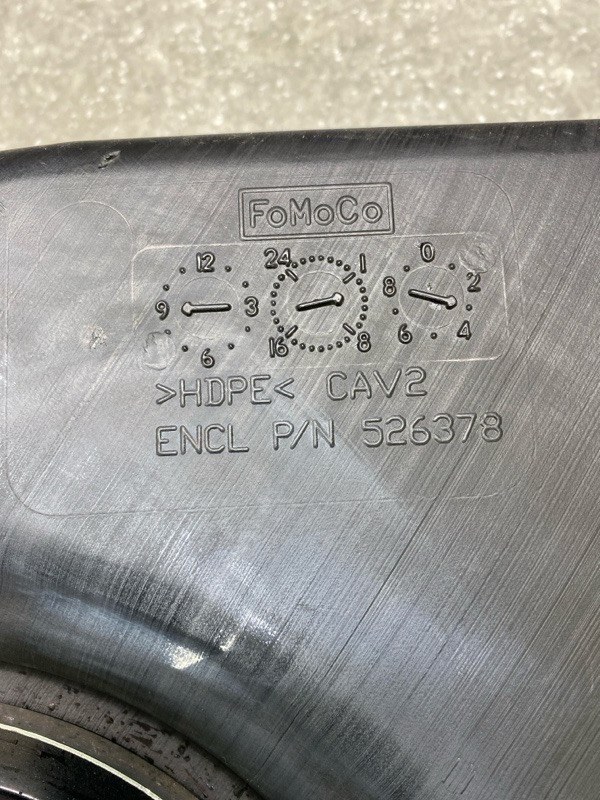 FoMoCo
12 3 6 9
24 1 8 16
0 2 4 6 8
>HDPE< CAV2
ENCL P/N 526378